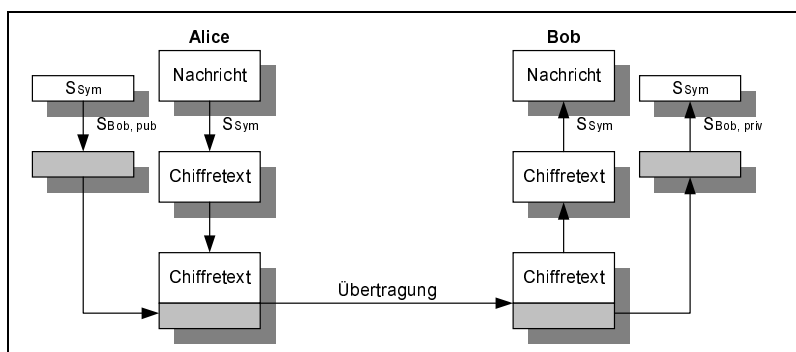 Alice
Bob
SSym
Nachricht
Nachricht
SSym
SBob, pub
SSym
SSym
SBob, priv
Chiffretext
Chiffretext
Chiffretext
Übertragung
Chiffretext